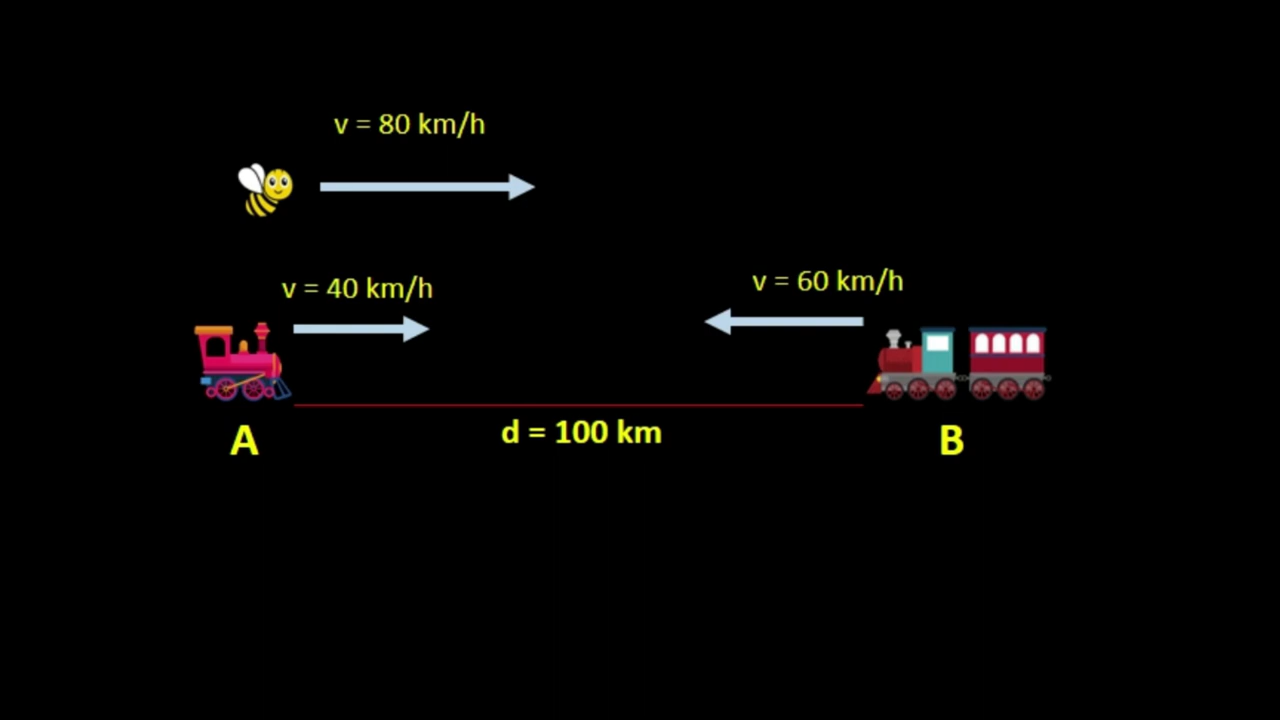 v = 80 km/h
v = 40 km/h
v = 60 km/h
d = 100 km
A
B